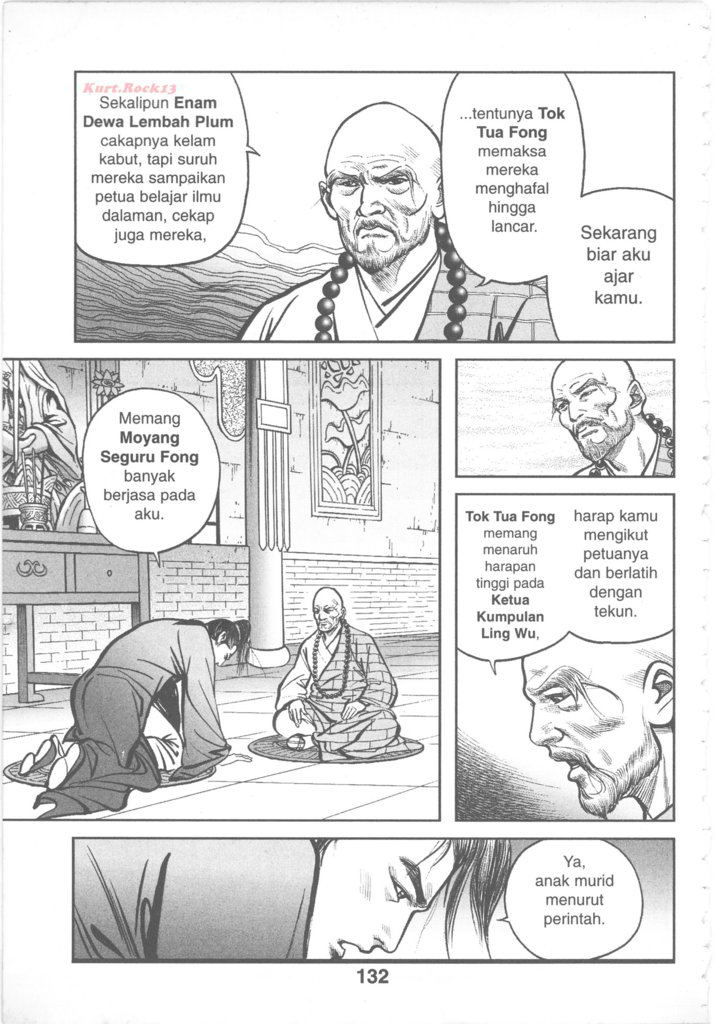 Kurt.Rock13
Sekalipun Enam
Dewa Lembah Plum
cakapnya kelam
kabut, tapi suruh
mereka sampaikan
petua belajar ilmu
dalaman, cekap
juga mereka,
...tentunya Tok
Tua Fong
memaksa
mereka
menghafal
hingga
lancar.
Sekarang
biar aku
ajar
kamu.
Memang
Moyang
Seguru Fong
banyak
berjasa pada
aku.
Tok Tua Fong
memang
menaruh
harapan
tinggi pada
Ketua
Kumpulan
Ling Wu,
harap kamu
mengikut
petuanya
dan berlatih
dengan
tekun.
Ya,
anak murid
menurut
perintah.
132